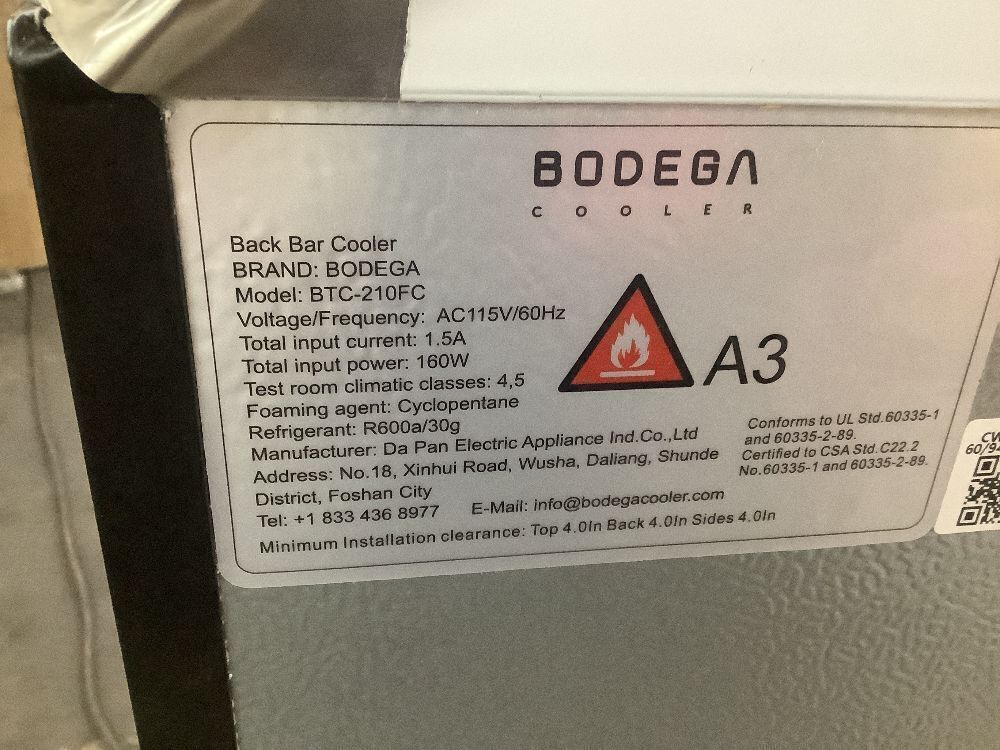 BODEGA
COOLER
Back Bar Cooler
BRAND: BODEGA
Model: BTC-210FC
Voltage/Frequency: AC115V/60Hz
Total input current: 1.5A
Total input power: 160W
Test room climatic classes: 4,5
Foaming agent: Cyclopentane
Refrigerant: R600a/30g
Manufacturer: Da Pan Electric Appliance Ind.Co.,Ltd
Address: No.18, Xinhui Road, Wusha, Daliang, Shunde
District, Foshan City
Tel: +1 833 436 8977 E-Mail: info@bodegacooler.com
Minimum Installation clearance: Top 4.0In Back 4.0In Sides 4.0In
A3
Conforms to UL Std.60335-1
and 60335-2-89.
Certified to CSA Std.C22.2
No.60335-1 and 60335-2-89.